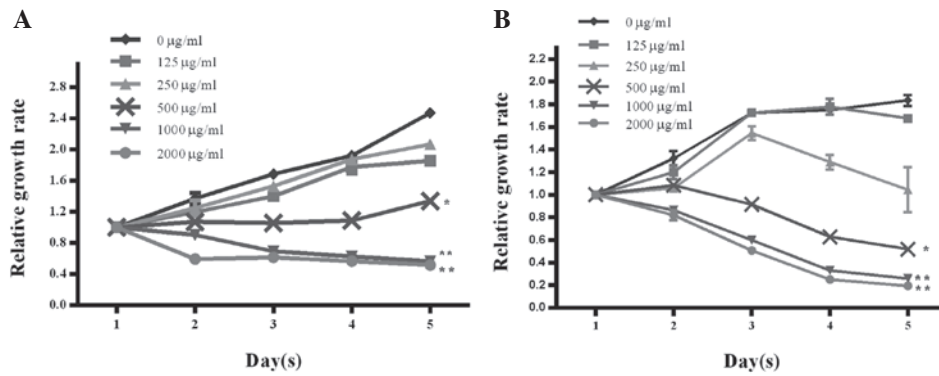 A
0 µg/ml
125 µg/ml
250 µg/ml
500 µg/ml
1000 µg/ml
2000 µg/ml
Relative growth rate
2.8
2.4
2.0
1.6
1.2
0.8
0.4
0.0
*
**
**
1 2 3 4 5
Day(s)
B
0 µg/ml
125 µg/ml
250 µg/ml
500 µg/ml
1000 µg/ml
2000 µg/ml
Relative growth rate
2.2
2.0
1.8
1.6
1.4
1.2
1.0
0.8
0.6
0.4
0.2
0.0
*
**
**
1 2 3 4 5
Day(s)